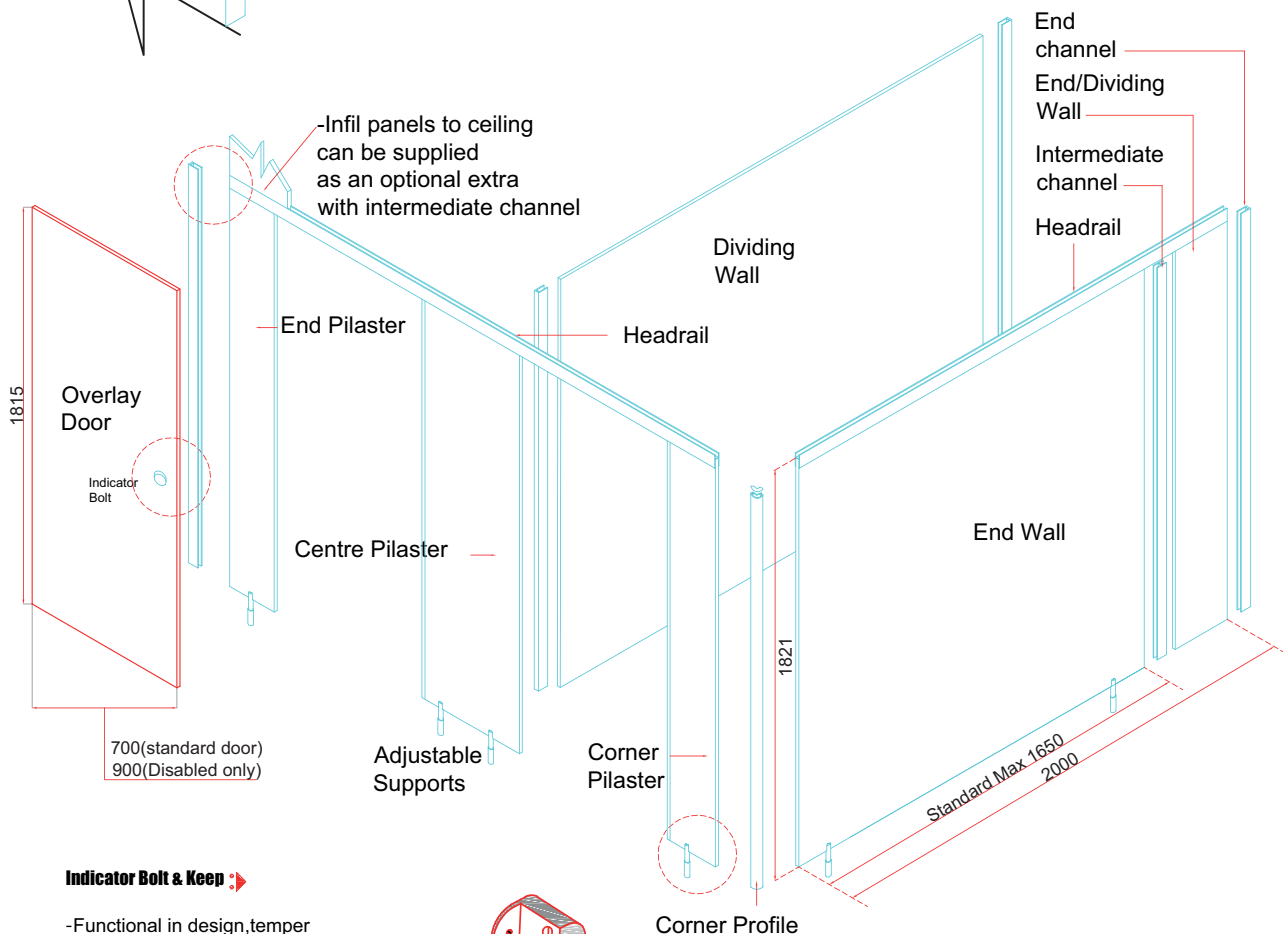 End
channel
End/Dividing
Wall
Intermediate
channel
Headrail
-Infil panels to ceiling
can be supplied
as an optional extra
with intermediate channel
Dividing
Wall
End Pilaster
Headrail
Overlay
Door
1815
Indicator
Bolt
Centre Pilaster
End Wall
1821
700(standard door)
900(Disabled only)
Adjustable
Supports
Corner
Pilaster
Standard Max 1650
2000
Corner Profile
Indicator Bolt & Keep
-Functional in design,temper